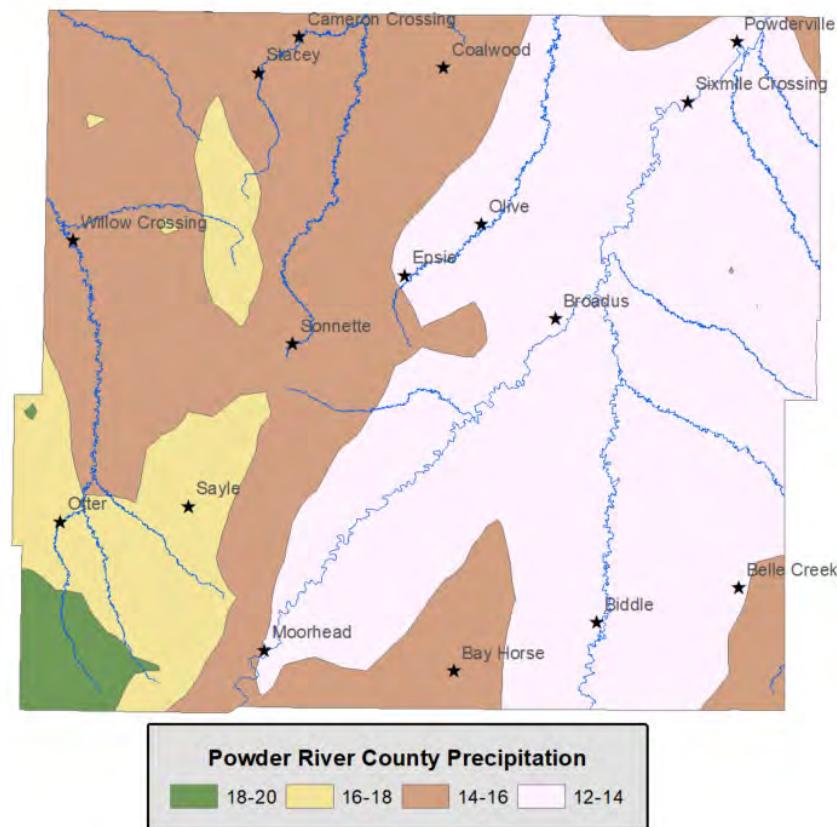 Cameron Crossing
Powderville
Stacey
Coalwood
Sixmile Crossing
Willow Crossing
Olive
Epsie
Broadus
Sonnette
Sayle
Otter
Belle Creek
Biddle
Moorhead
Bay Horse
Powder River County Precipitation
18-20 16-18 14-16 12-14